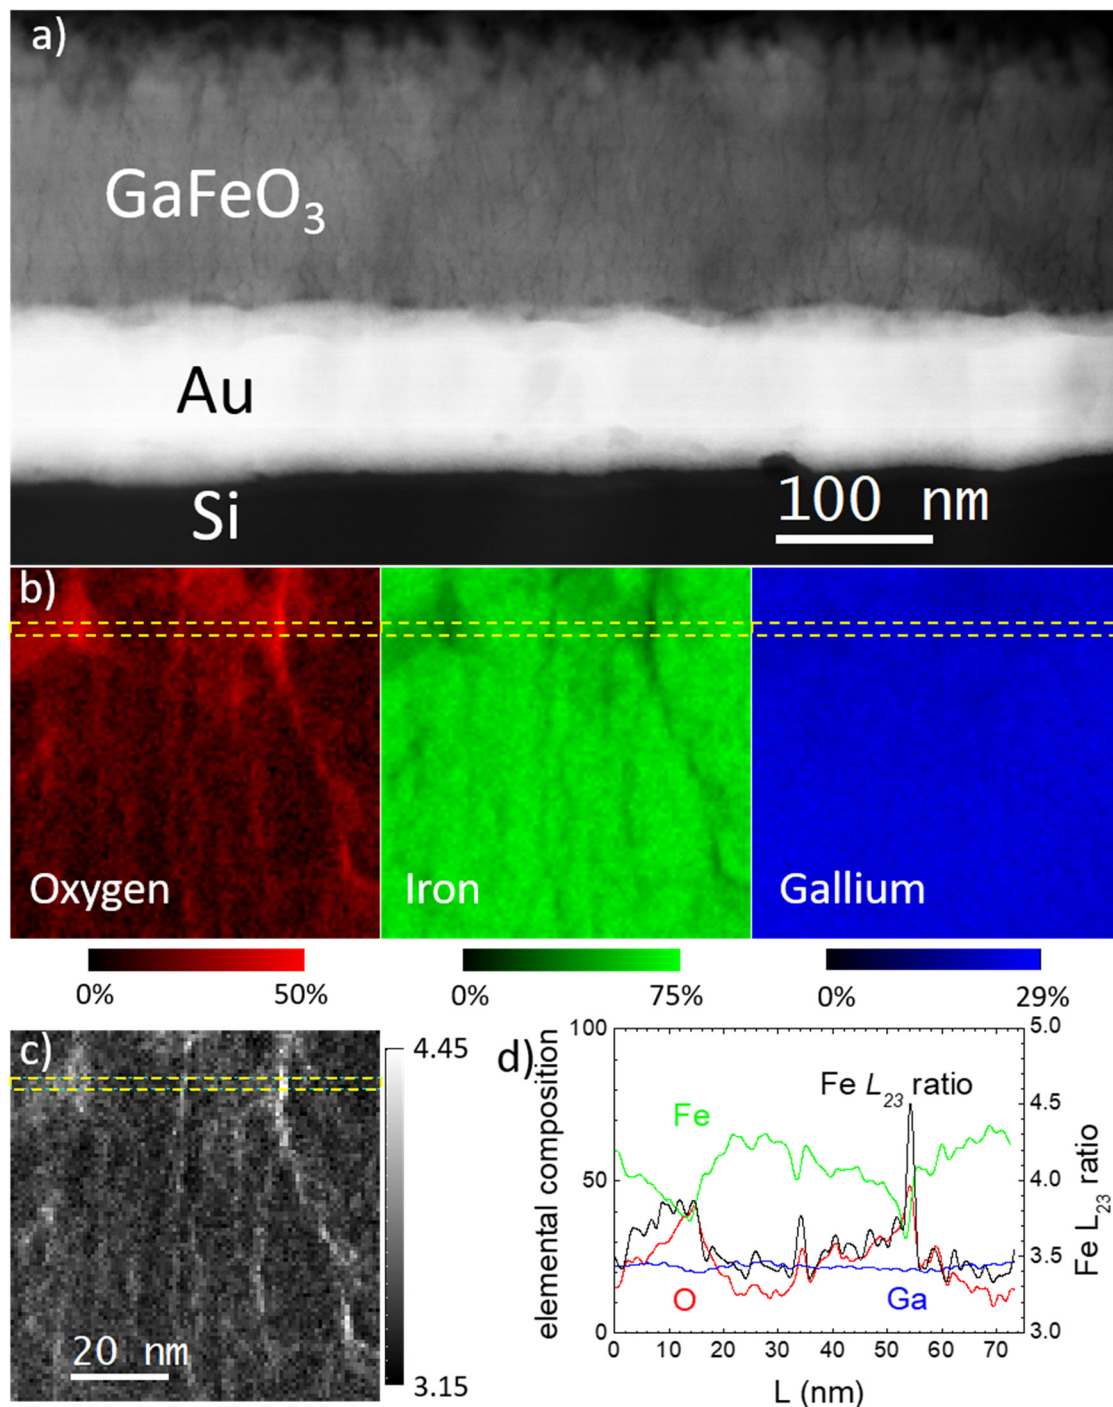 a)
GaFeO₃
Au
Si
100 nm
b)
Oxygen
Iron
Gallium
0%
50%
0%
75%
0%
29%
c)
4.45
3.15
20 nm
d)
elemental composition
100
50
0
Fe
Fe L₂₃ ratio
O
Ga
5.0
4.5
4.0
3.5
3.0
Fe L₂₃ ratio
0 10 20 30 40 50 60 70
L (nm)